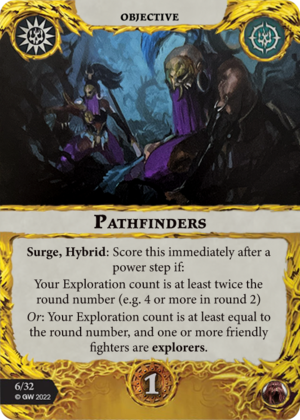 OBJECTIVE
PATHFINDERS
Surge, Hybrid: Score this immediately after a
power step if:
Your Exploration count is at least twice the
round number (e.g. 4 or more in round 2)
Or: Your Exploration count is at least equal to
the round number, and one or more friendly
fighters are explorers.
6/32
© GW 2022
1